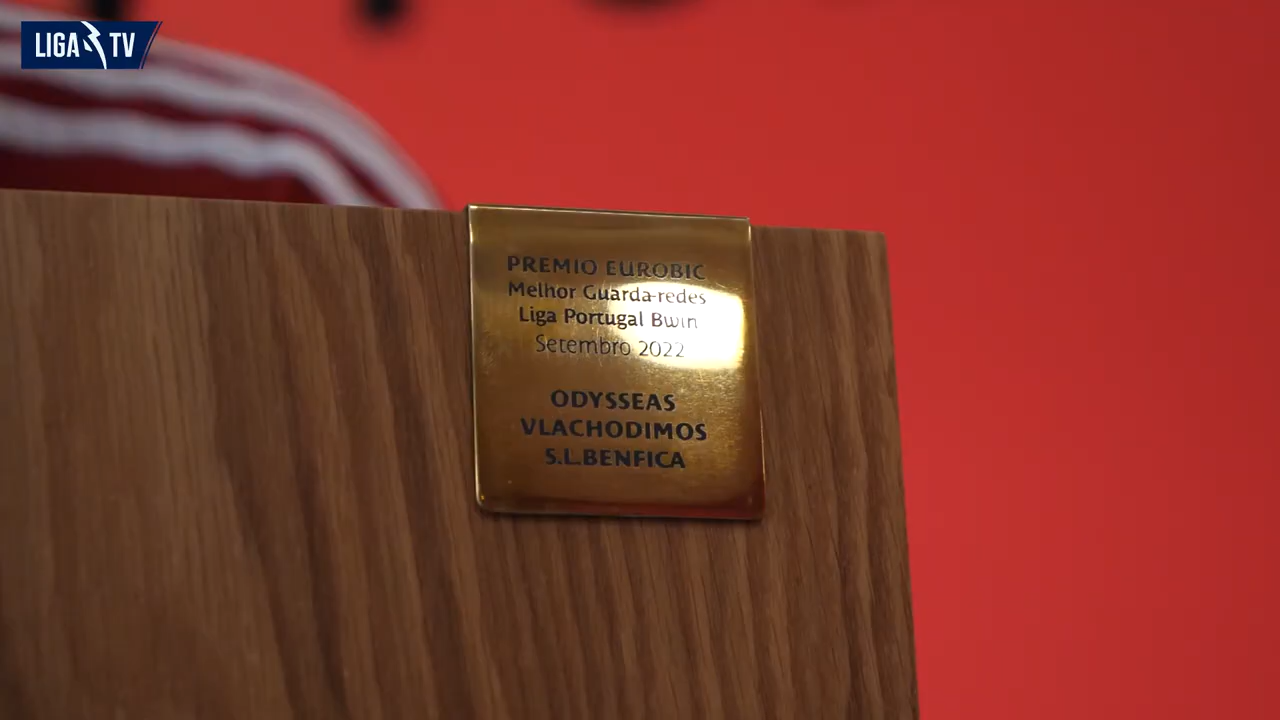 LIGA TV
PREMIO EUROBIC
Melhor Guarda-redes
Liga Portugal Bwin
Setembro 2022
ODYSSEAS
VLACHODIMOS
S.L.BENFICA